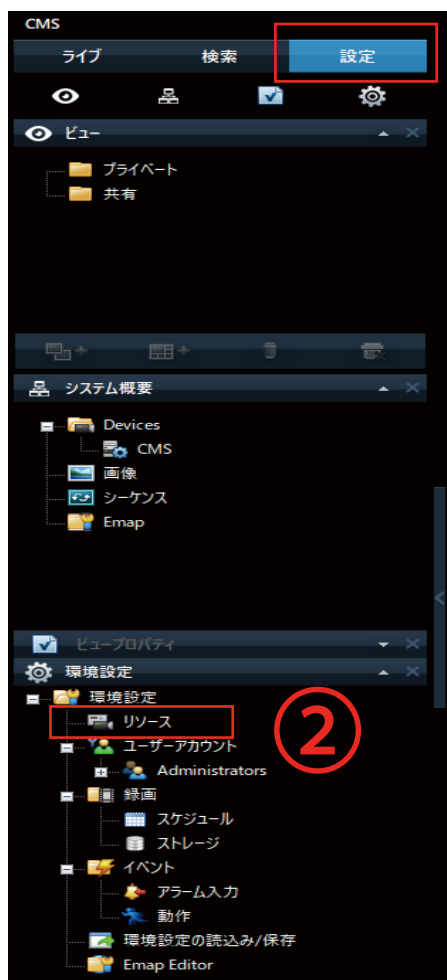 CMS
ライブ 検索 設定
ビュー
プライベート
共有
システム概要
Devices
CMS
画像
シーケンス
Emap
ビュープロパティ
環境設定
環境設定
リソース
②
ユーザーアカウント
Administrators
録画
スケジュール
ストレージ
イベント
アラーム入力
動作
環境設定の読込み/保存
Emap Editor